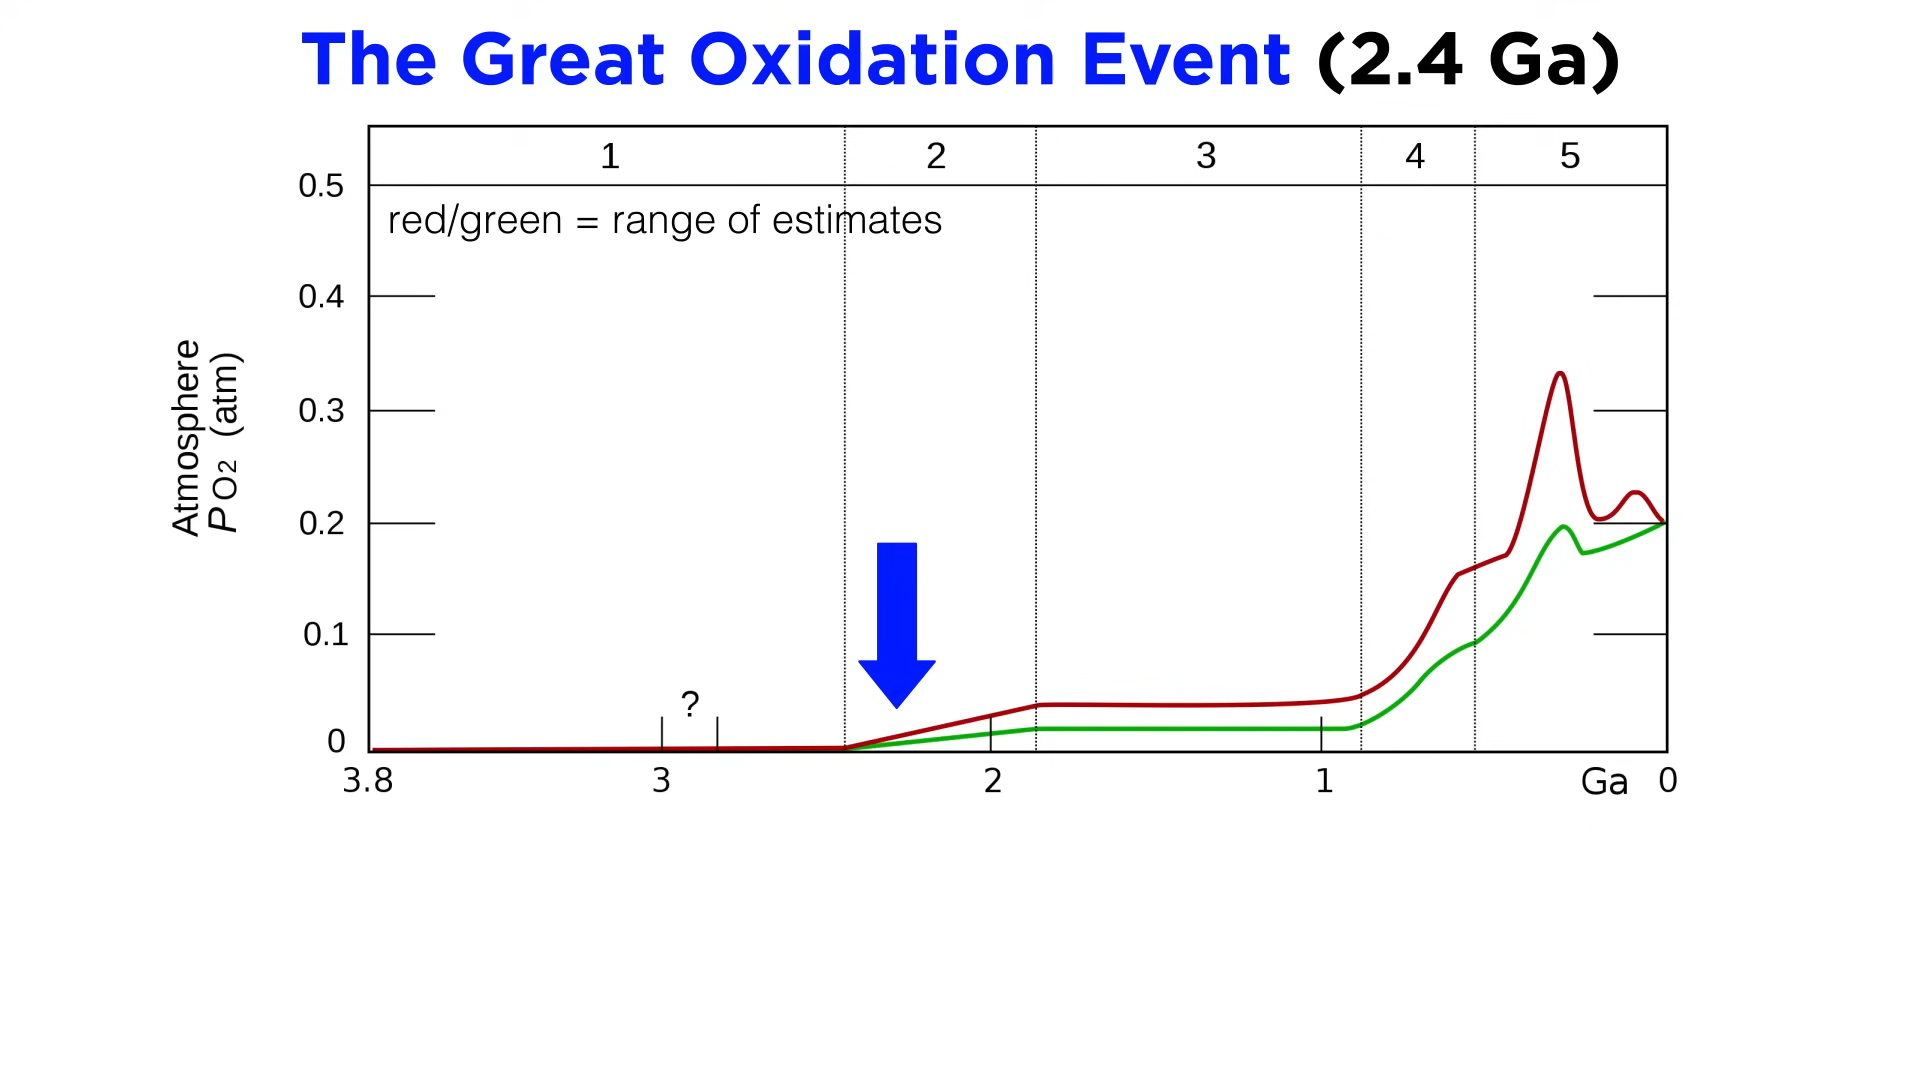 The Great Oxidation Event (2.4 Ga)
1 2 3 4 5
0.5
red/green = range of estimates
0.4
0.3
0.2
0.1
0
Atmosphere
P O2 (atm)
?
3.8 3 2 1 Ga 0